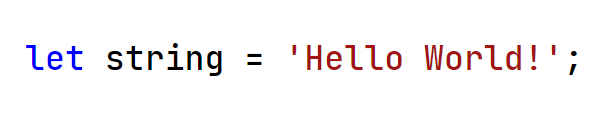 let string = 'Hello World!';